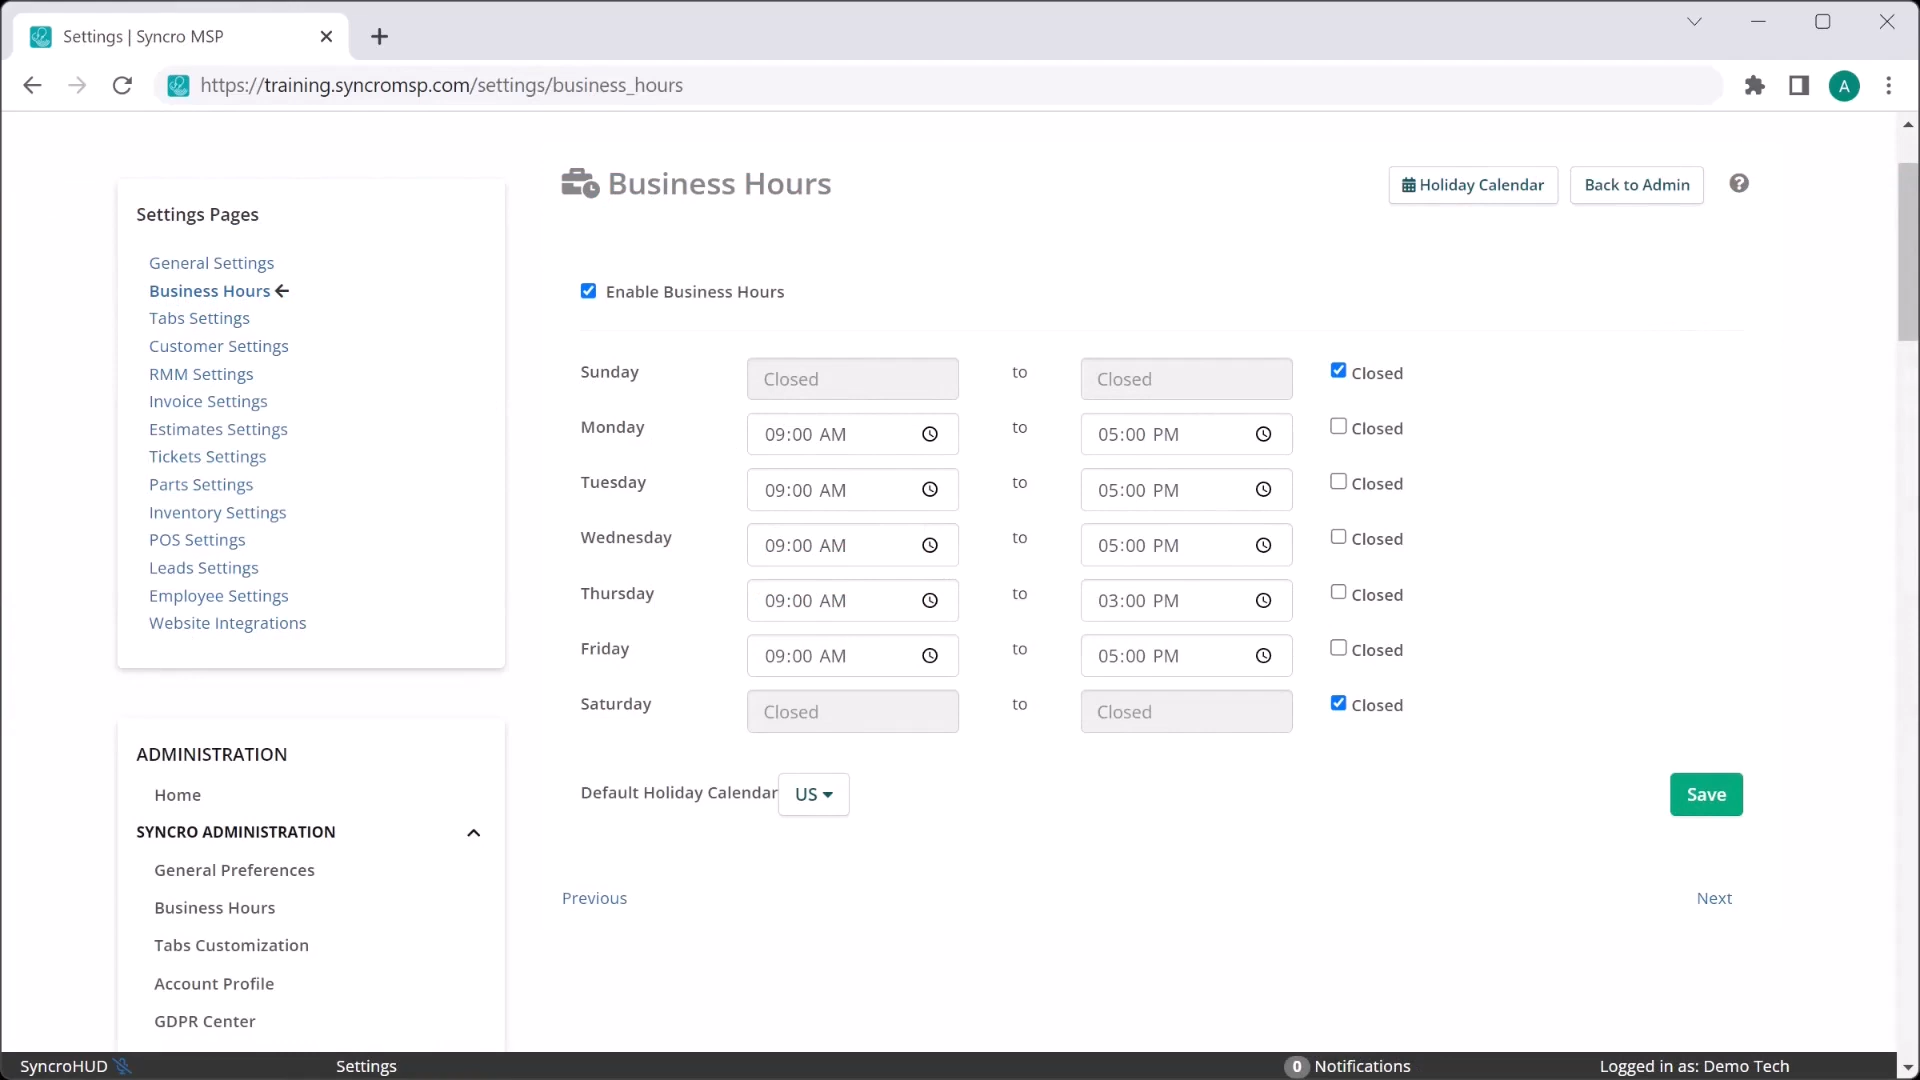 Settings | Syncro MSP
https://training.syncromsp.com/settings/business_hours
A
Settings Pages
General Settings
Business Hours
Tabs Settings
Customer Settings
RMM Settings
Invoice Settings
Estimates Settings
Tickets Settings
Parts Settings
Inventory Settings
POS Settings
Leads Settings
Employee Settings
Website Integrations
ADMINISTRATION
Home
SYNCRO ADMINISTRATION
General Preferences
Business Hours
Tabs Customization
Account Profile
GDPR Center
Business Hours
Holiday Calendar
Back to Admin
?
Enable Business Hours
Sunday Closed to Closed Closed
Monday 09:00 AM to 05:00 PM Closed
Tuesday 09:00 AM to 05:00 PM Closed
Wednesday 09:00 AM to 05:00 PM Closed
Thursday 09:00 AM to 03:00 PM Closed
Friday 09:00 AM to 05:00 PM Closed
Saturday Closed to Closed Closed
Default Holiday Calendar US
Save
Previous
Next
SyncroHUD
Settings
0 Notifications
Logged in as: Demo Tech